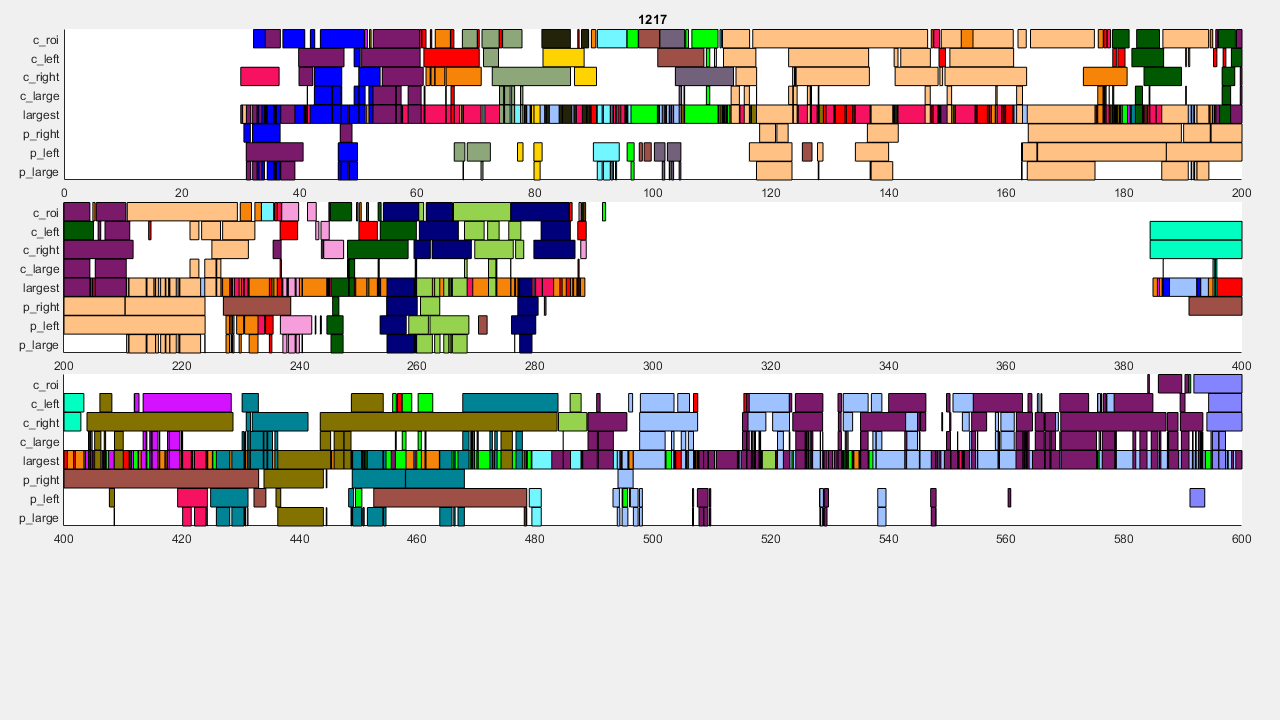 1217
c_roi
c_left
c_right
c_large
largest
p_right
p_left
p_large
0 20 40 60 80 100 120 140 160 180 200
c_roi
c_left
c_right
c_large
largest
p_right
p_left
p_large
200 220 240 260 280 300 320 340 360 380 400
c_roi
c_left
c_right
c_large
largest
p_right
p_left
p_large
400 420 440 460 480 500 520 540 560 580 600